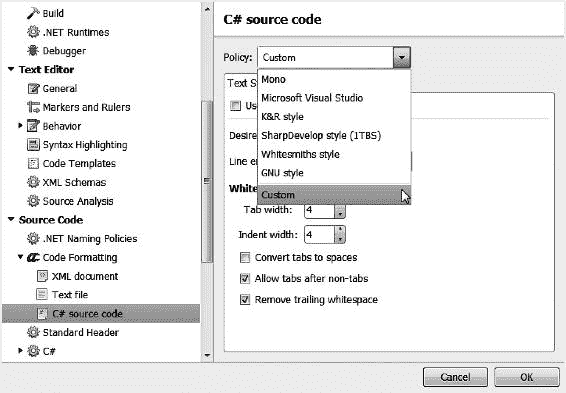 Build
.NET Runtimes
Debugger
Text Editor
General
Markers and Rulers
Behavior
Syntax Highlighting
Code Templates
XML Schemas
Source Analysis
Source Code
.NET Naming Policies
Code Formatting
XML document
Text file
C# source code
Standard Header
C#
C# source code
Policy: Custom
Mono
Microsoft Visual Studio
K&R style
SharpDevelop style (1TBS)
Whitesmiths style
GNU style
Custom
Text S
Us
Desire
Line e
White
Tab width: 4
Indent width: 4
Convert tabs to spaces
Allow tabs after non-tabs
Remove trailing whitespace
Cancel
OK